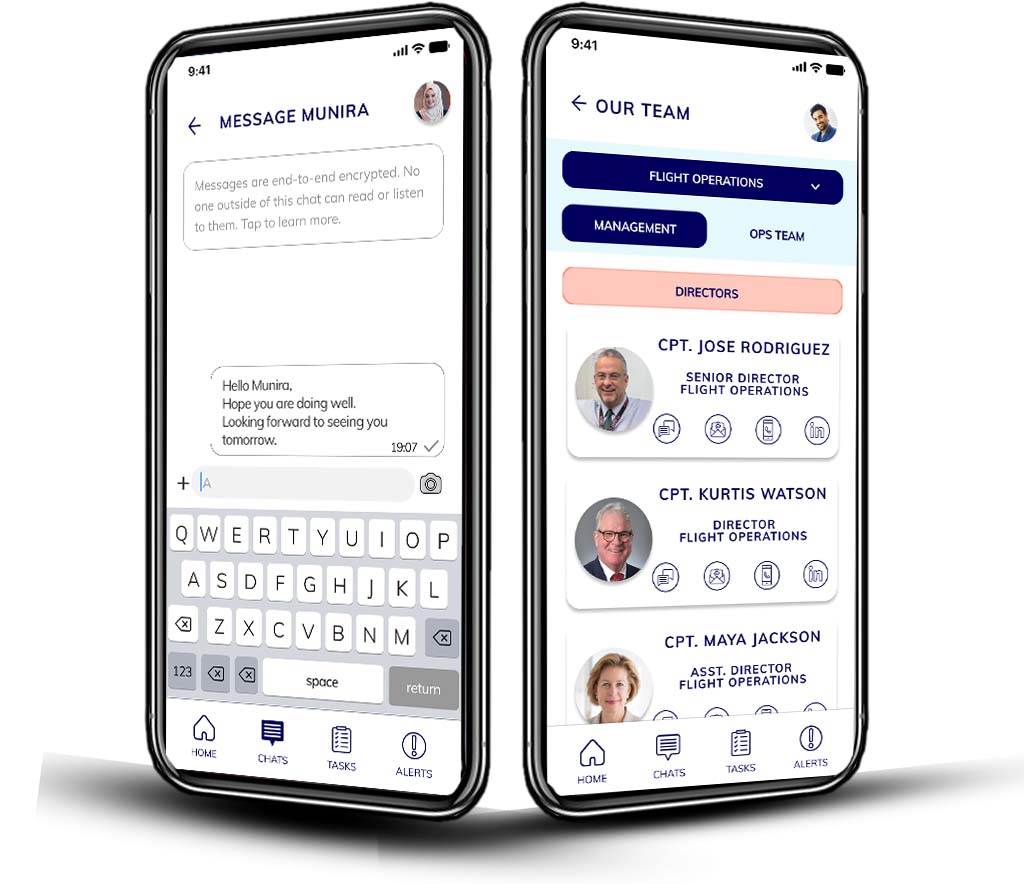 9:41
MESSAGE MUNIRA
Messages are end-to-end encrypted. No
one outside of this chat can read or listen
to them. Tap to learn more.
Hello Munira,
Hope you are doing well.
Looking forward to seeing you
tomorrow.
19:07
A
Q W E R T Y U I O P
A S D F G H J K L
Z X C V B N M
123 space return
HOME CHATS TASKS ALERTS
9:41
OUR TEAM
FLIGHT OPERATIONS
MANAGEMENT OPS TEAM
DIRECTORS
CPT. JOSE RODRIGUEZ
SENIOR DIRECTOR
FLIGHT OPERATIONS
in
CPT. KURTIS WATSON
DIRECTOR
FLIGHT OPERATIONS
in
CPT. MAYA JACKSON
ASST. DIRECTOR
FLIGHT OPERATIONS
HOME CHATS TASKS ALERTS